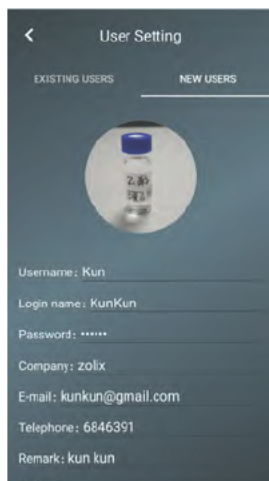 User Setting
EXISTING USERS NEW USERS
Username: Kun
Login name: KunKun
Password: ••••••
Company: zolix
E-mail: kunkun@gmail.com
Telephone: 6846391
Remark: kun kun